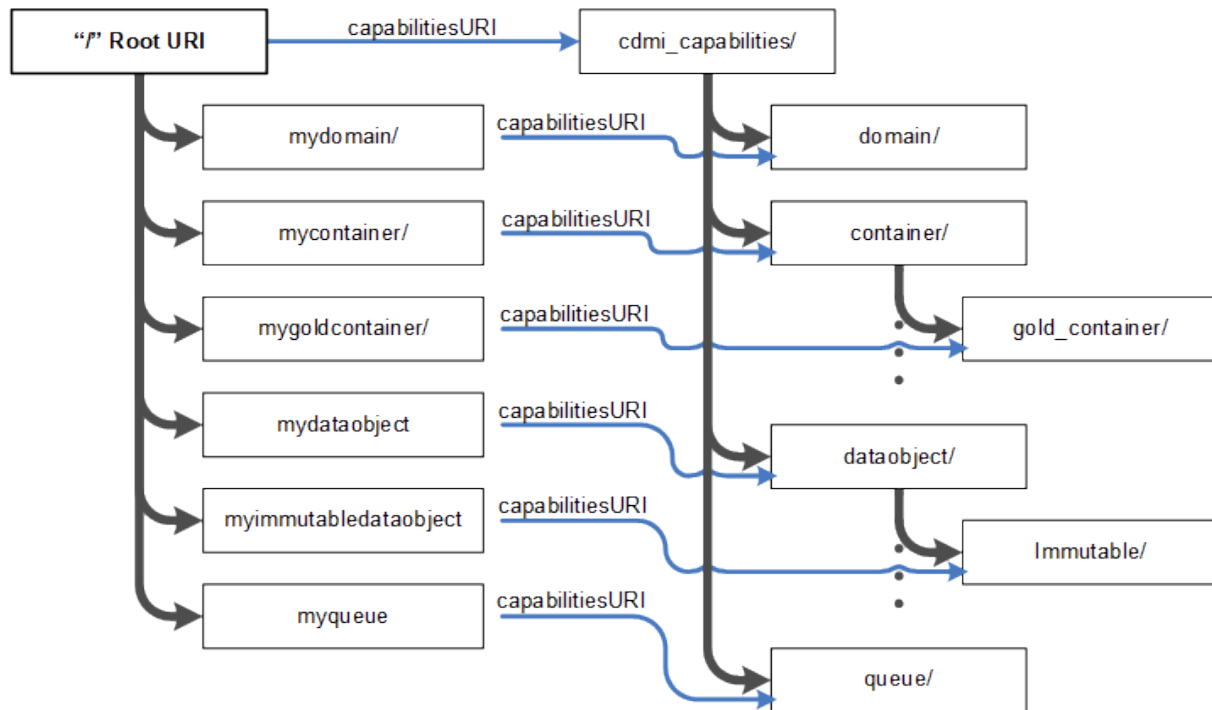 “/” Root URI
capabilitiesURI
cdmi_capabilities/
mydomain/
capabilitiesURI
domain/
mycontainer/
capabilitiesURI
container/
mygoldcontainer/
capabilitiesURI
gold_container/
mydataobject
capabilitiesURI
dataobject/
myimmutabledataobject
capabilitiesURI
Immutable/
myqueue
capabilitiesURI
queue/